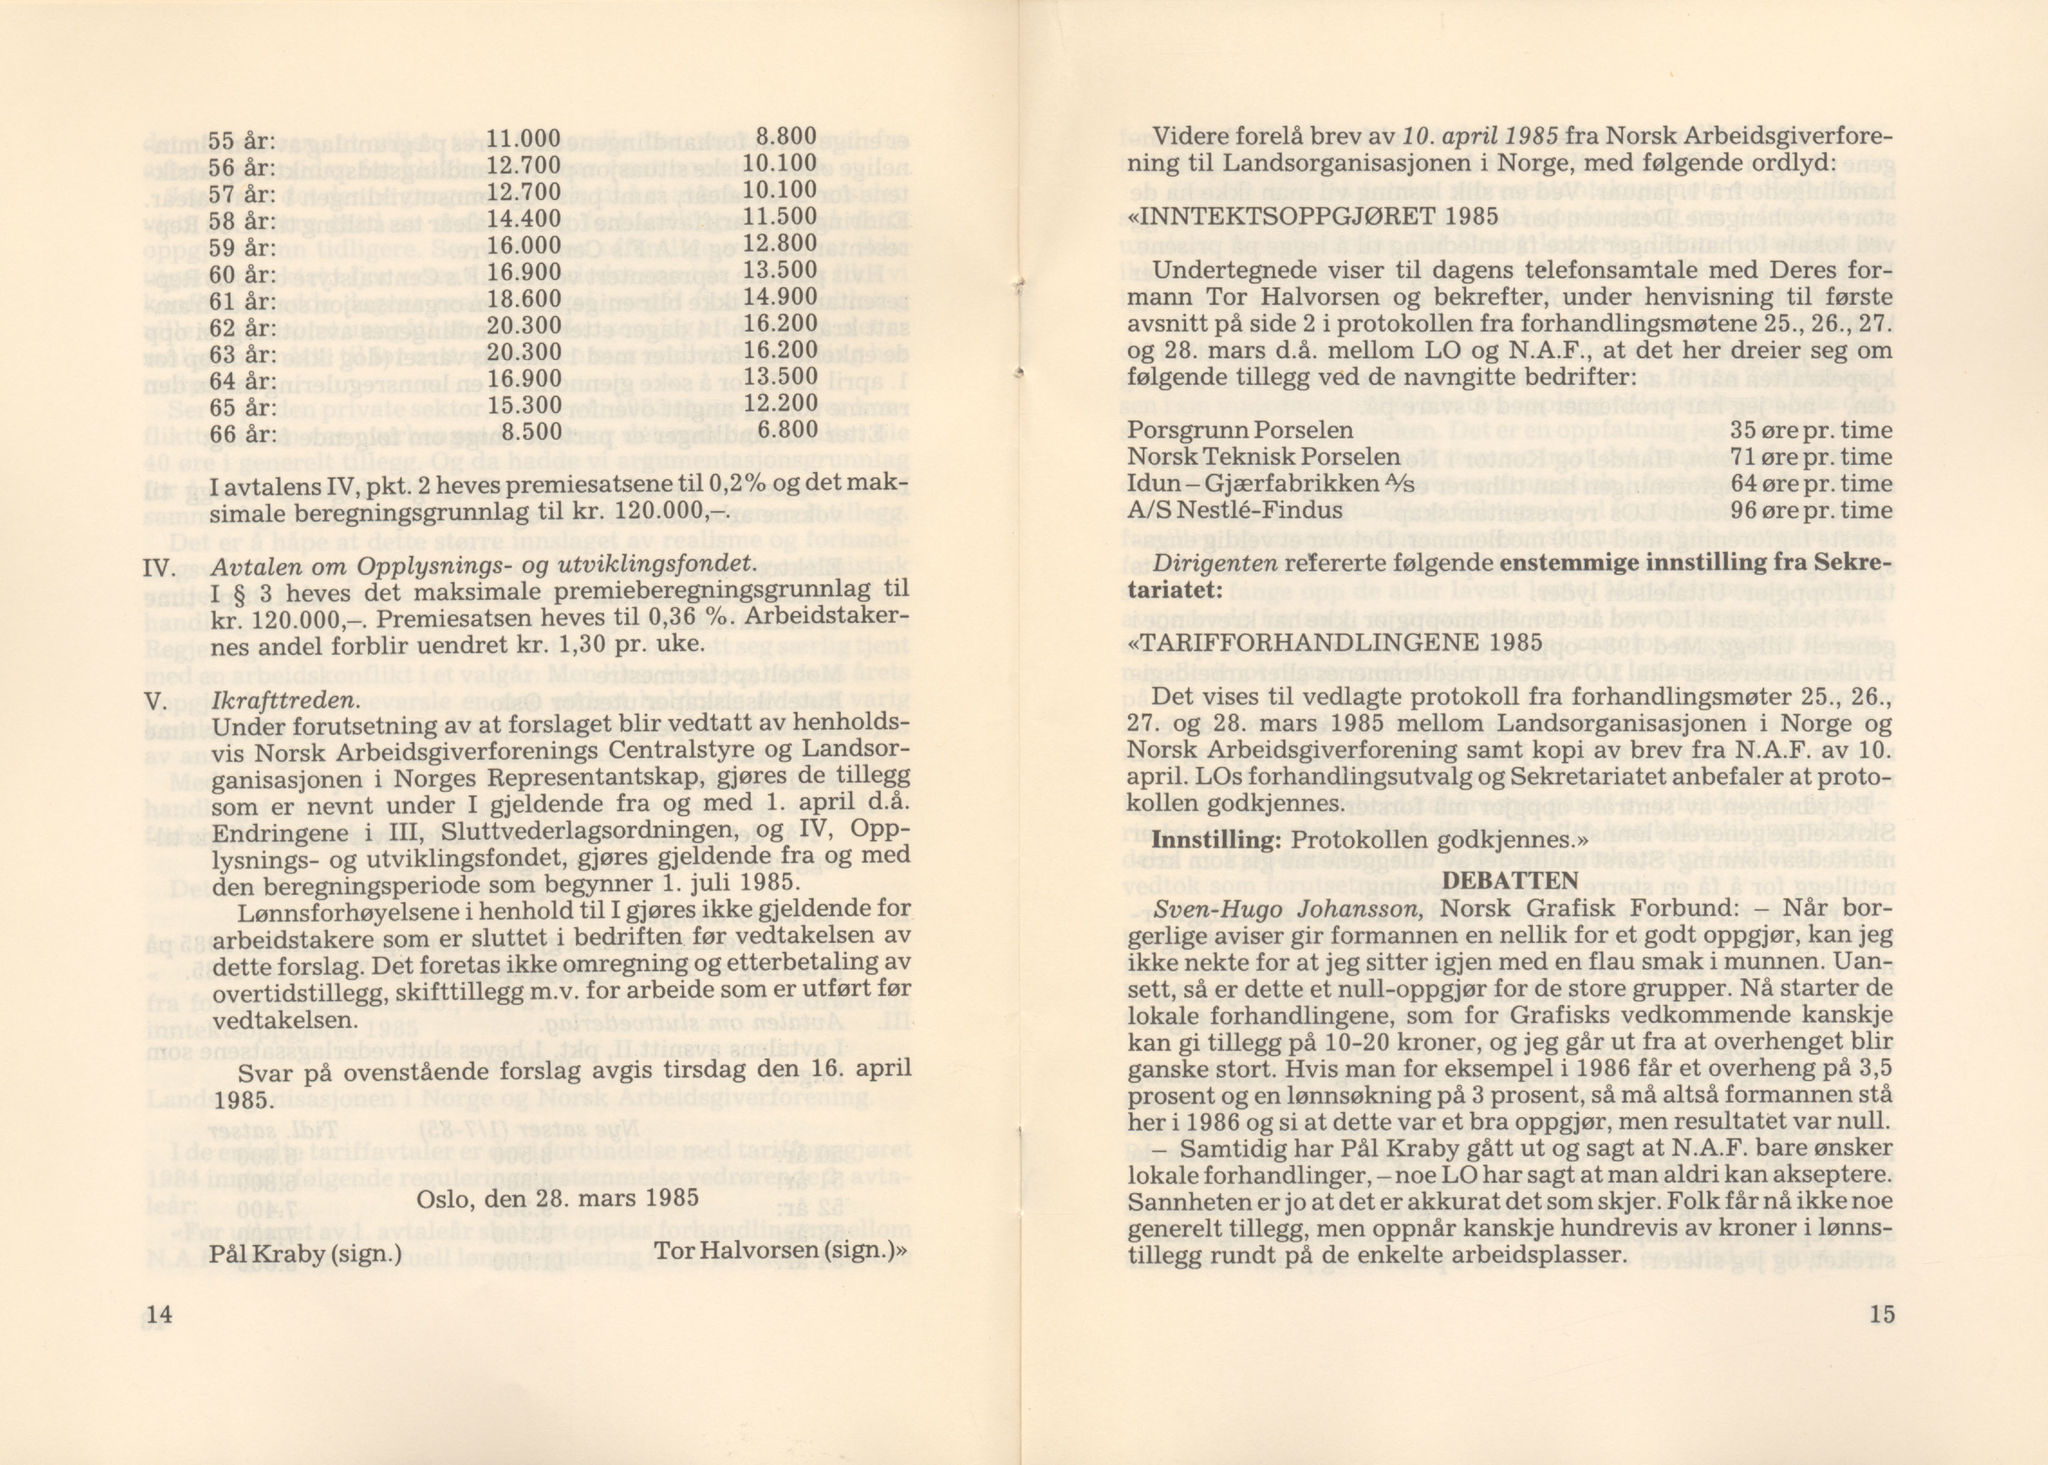 55 år: 11.000 8.800
56 år: 12.700 10.100
57 år: 12.700 10.100
58 år: 14.400 11.500
59 år: 16.000 12.800
60 år: 16.900 13.500
61 år: 18.600 14.900
62 år: 20.300 16.200
63 år: 20.300 16.200
64 år: 16.900 13.500
65 år: 15.300 12.200
66 år: 8.500 6.800
I avtalens IV, pkt. 2 heves premiesatsene til 0,2% og det mak-
simale beregningsgrunnlag til kr. 120.000,–.
IV. Avtalen om Opplysnings- og utviklingsfondet.
I § 3 heves det maksimale premieberegningsgrunnlag til
kr. 120.000,–. Premiesatsen heves til 0,36 %. Arbeidstaker-
nes andel forblir uendret kr. 1,30 pr. uke.
V. Ikrafttreden.
Under forutsetning av at forslaget blir vedtatt av henholds-
vis Norsk Arbeidsgiverforenings Centralstyre og Landsor-
ganisasjonen i Norges Representantskap, gjøres de tillegg
som er nevnt under I gjeldende fra og med 1. april d.å.
Endringene i III, Sluttvederlagsordningen, og IV, Opp-
lysnings- og utviklingsfondet, gjøres gjeldende fra og med
den beregningsperiode som begynner 1. juli 1985.
Lønnsforhøyelsene i henhold til I gjøres ikke gjeldende for
arbeidstakere som er sluttet i bedriften før vedtakelsen av
dette forslag. Det foretas ikke omregning og etterbetaling av
overtidstillegg, skifttillegg m.v. for arbeide som er utført før
vedtakelsen.
Svar på ovenstående forslag avgis tirsdag den 16. april
1985.
Oslo, den 28. mars 1985
Pål Kraby (sign.) Tor Halvorsen (sign.)»
14
Videre forelå brev av 10. april 1985 fra Norsk Arbeidsgiverfore-
ning til Landsorganisasjonen i Norge, med følgende ordlyd:
«INNTEKTSOPPGJØRET 1985
Undertegnede viser til dagens telefonsamtale med Deres for-
mann Tor Halvorsen og bekrefter, under henvisning til første
avsnitt på side 2 i protokollen fra forhandlingsmøtene 25., 26., 27.
og 28. mars d.å. mellom LO og N.A.F., at det her dreier seg om
følgende tillegg ved de navngitte bedrifter:
Porsgrunn Porselen 35 øre pr. time
Norsk Teknisk Porselen 71 øre pr. time
Idun – Gjærfabrikken A/s 64 øre pr. time
A/S Nestlé-Findus 96 øre pr. time
Dirigenten refererte følgende enstemmige innstilling fra Sekre-
tariatet:
«TARIFFORHANDLINGENE 1985
Det vises til vedlagte protokoll fra forhandlingsmøter 25., 26.,
27. og 28. mars 1985 mellom Landsorganisasjonen i Norge og
Norsk Arbeidsgiverforening samt kopi av brev fra N.A.F. av 10.
april. LOs forhandlingsutvalg og Sekretariatet anbefaler at proto-
kollen godkjennes.
Innstilling: Protokollen godkjennes.»
DEBATTEN
Sven-Hugo Johansson, Norsk Grafisk Forbund: – Når bor-
gerlige aviser gir formannen en nellik for et godt oppgjør, kan jeg
ikke nekte for at jeg sitter igjen med en flau smak i munnen. Uan-
sett, så er dette et null-oppgjør for de store grupper. Nå starter de
lokale forhandlingene, som for Grafisks vedkommende kanskje
kan gi tillegg på 10-20 kroner, og jeg går ut fra at overhenget blir
ganske stort. Hvis man for eksempel i 1986 får et overheng på 3,5
prosent og en lønnsøkning på 3 prosent, så må altså formannen stå
her i 1986 og si at dette var et bra oppgjør, men resultatet var null.
– Samtidig har Pål Kraby gått ut og sagt at N.A.F. bare ønsker
lokale forhandlinger, – noe LO har sagt at man aldri kan akseptere.
Sannheten er jo at det er akkurat det som skjer. Folk får nå ikke noe
generelt tillegg, men oppnår kanskje hundrevis av kroner i lønns-
tillegg rundt på de enkelte arbeidsplasser.
15